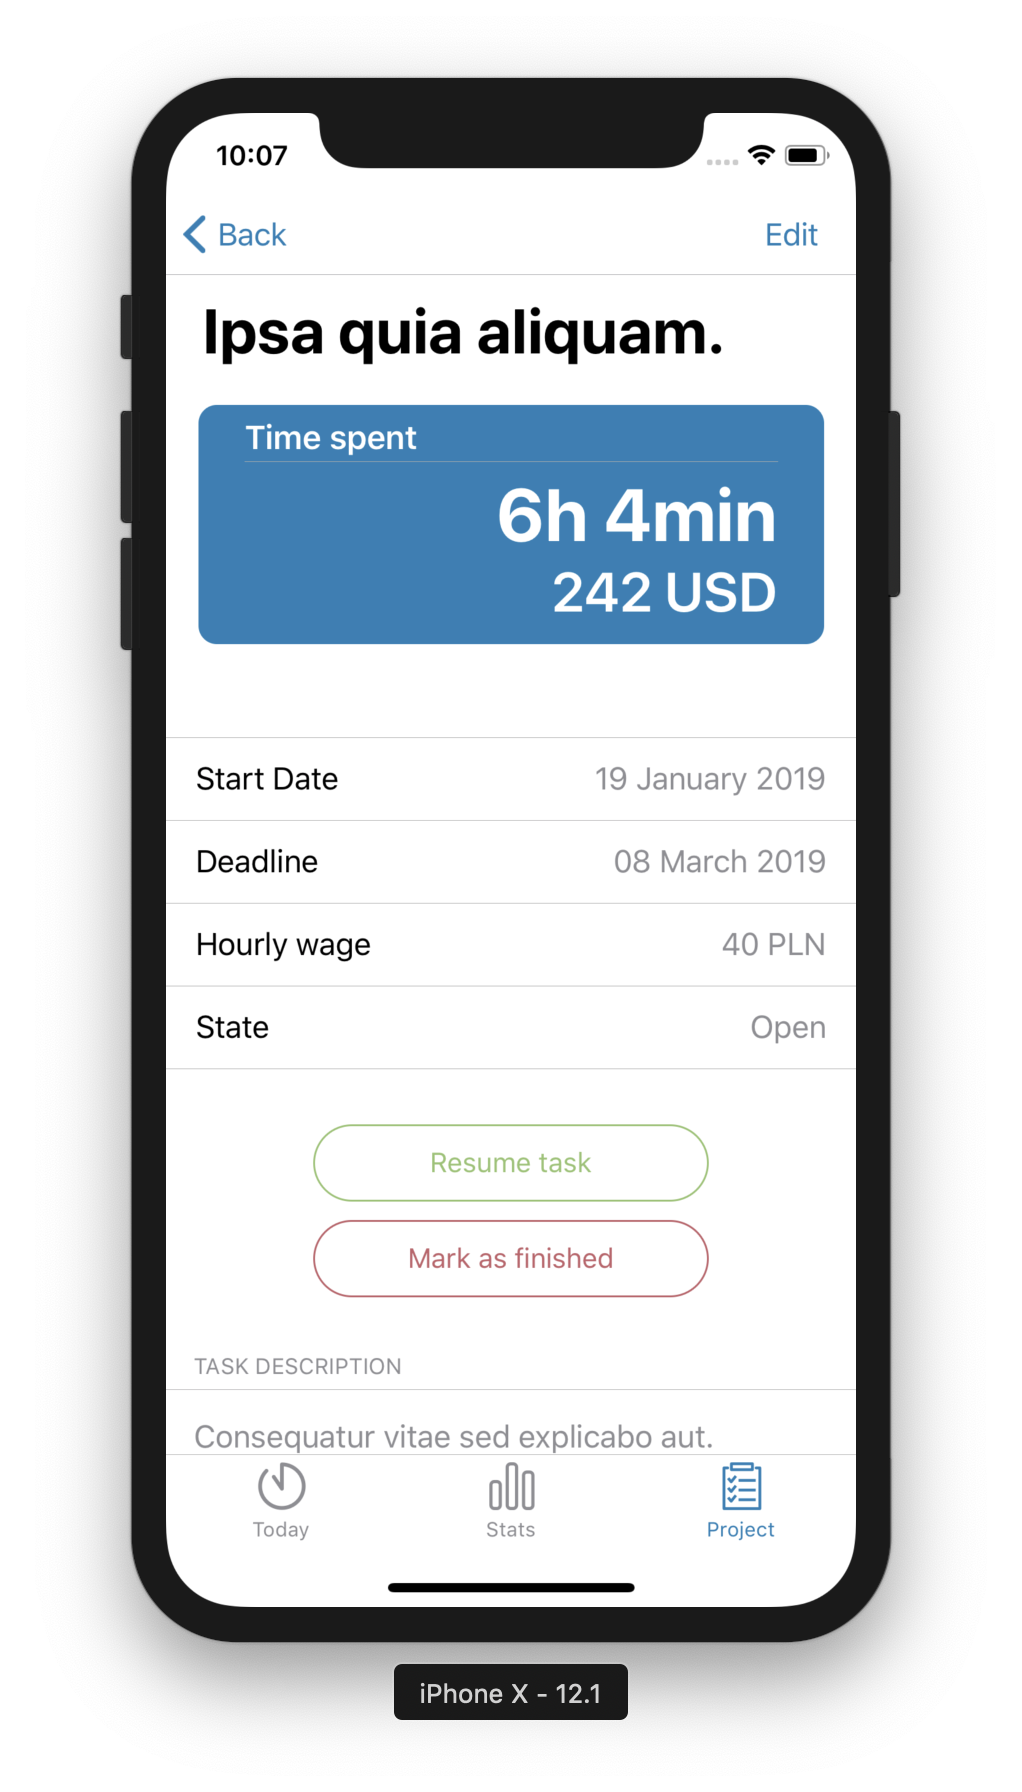 10:07
Back
Edit
Ipsa quia aliquam.
Time spent
6h 4min
242 USD
Start Date 19 January 2019
Deadline 08 March 2019
Hourly wage 40 PLN
State Open
Resume task
Mark as finished
TASK DESCRIPTION
Consequatur vitae sed explicabo aut.
Today Stats Project
iPhone X - 12.1